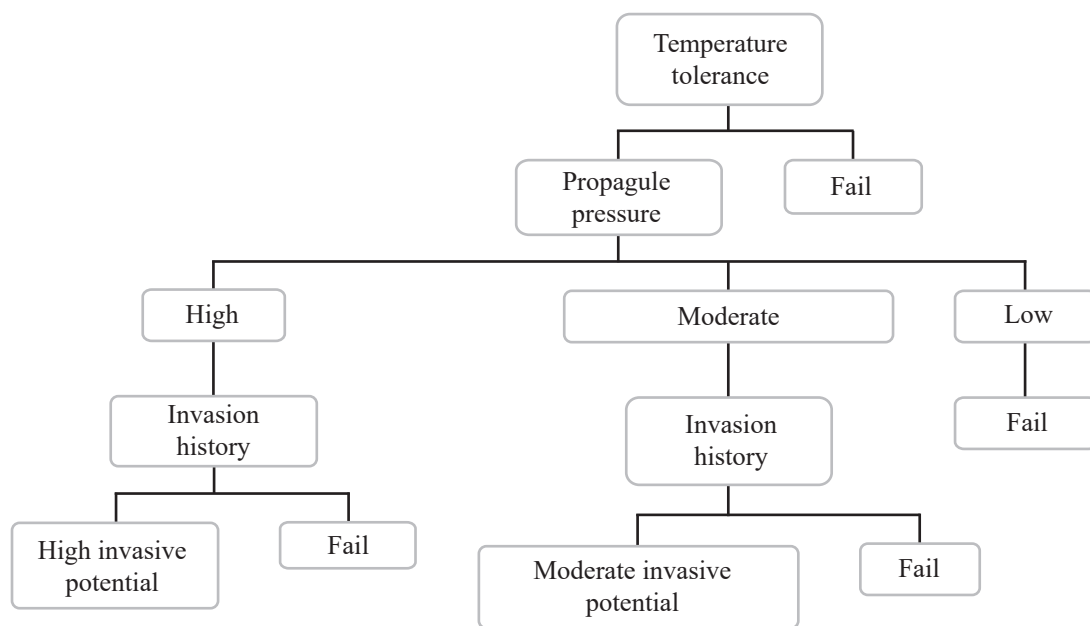 Temperature
tolerance
Propagule
pressure
Fail
High
Moderate
Low
Invasion
history
Invasion
history
Fail
High invasive
potential
Fail
Moderate invasive
potential
Fail